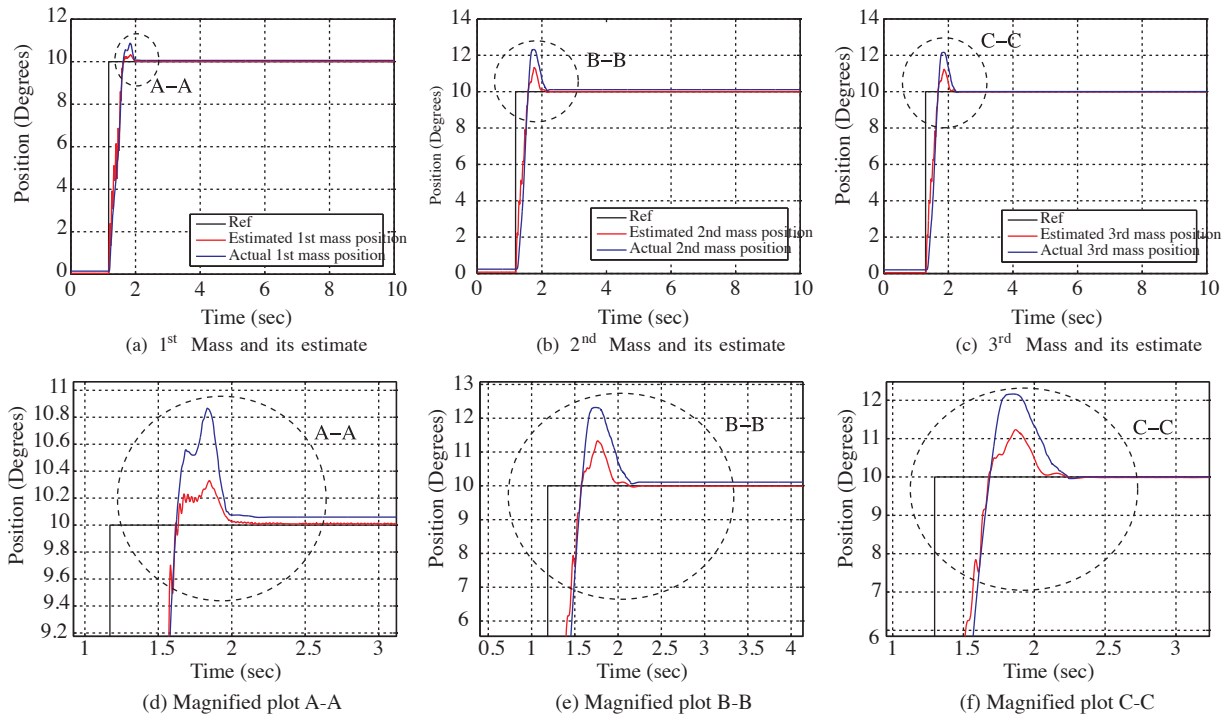 12
10
8
6
4
2
0
Position (Degrees)
A–A
Ref
Estimated 1st mass position
Actual 1st mass position
0 2 4 6 8 10
Time (sec)
(a) 1st Mass and its estimate
14
12
10
8
6
4
2
0
Position (Degrees)
B–B
Ref
Estimated 2nd mass position
Actual 2nd mass position
0 2 4 6 8 10
Time (sec)
(b) 2nd Mass and its estimate
14
12
10
8
6
4
2
0
Position (Degrees)
C–C
Ref
Estimated 3rd mass position
Actual 3rd mass position
0 2 4 6 8 10
Time (sec)
(c) 3rd Mass and its estimate
11
10.8
10.6
10.4
10.2
10
9.8
9.6
9.4
9.2
Position (Degrees)
A–A
1 1.5 2 2.5 3
Time (sec)
(d) Magnified plot A-A
13
12
11
10
9
8
7
6
Position (Degrees)
B–B
0.5 1 1.5 2 2.5 3 3.5 4
Time (sec)
(e) Magnified plot B-B
12
11
10
9
8
7
6
Position (Degrees)
C–C
1 1.5 2 2.5 3
Time (sec)
(f) Magnified plot C-C